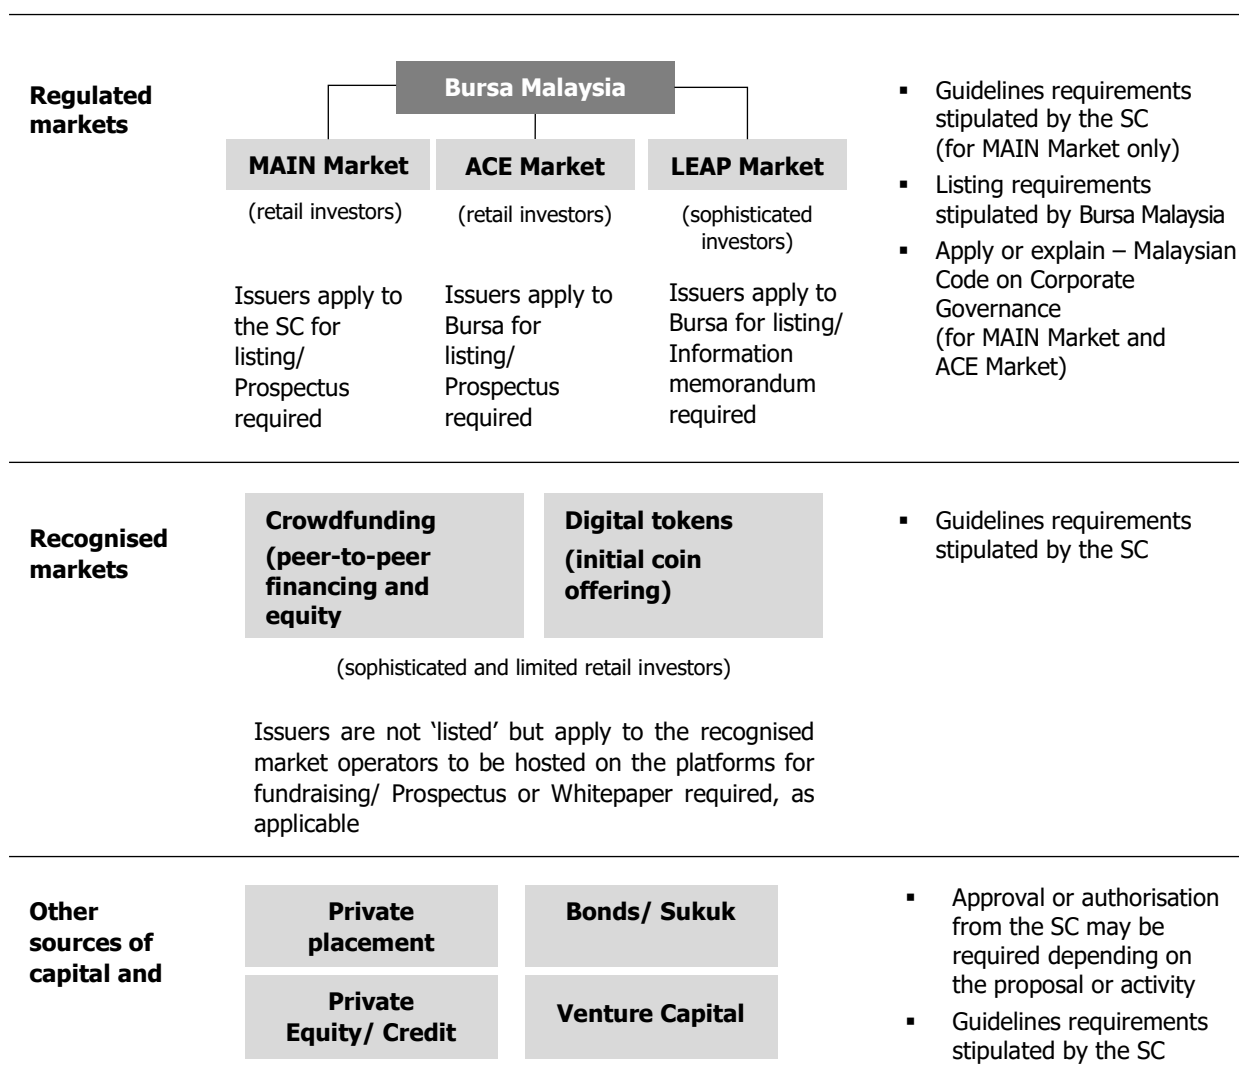 Regulated
markets
Bursa Malaysia
MAIN Market
ACE Market
LEAP Market
(retail investors)
(retail investors)
(sophisticated
investors)
Issuers apply to
the SC for
listing/
Prospectus
required
Issuers apply to
Bursa for
listing/
Prospectus
required
Issuers apply to
Bursa for listing/
Information
memorandum
required
▪ Guidelines requirements
stipulated by the SC
(for MAIN Market only)
▪ Listing requirements
stipulated by Bursa Malaysia
▪ Apply or explain – Malaysian
Code on Corporate
Governance
(for MAIN Market and
ACE Market)
Recognised
markets
Crowdfunding
(peer-to-peer
financing and
equity
Digital tokens
(initial coin
offering)
(sophisticated and limited retail investors)
Issuers are not ‘listed’ but apply to the recognised
market operators to be hosted on the platforms for
fundraising/ Prospectus or Whitepaper required, as
applicable
▪ Guidelines requirements
stipulated by the SC
Other
sources of
capital and
Private
placement
Bonds/ Sukuk
Private
Equity/ Credit
Venture Capital
▪ Approval or authorisation
from the SC may be
required depending on
the proposal or activity
▪ Guidelines requirements
stipulated by the SC